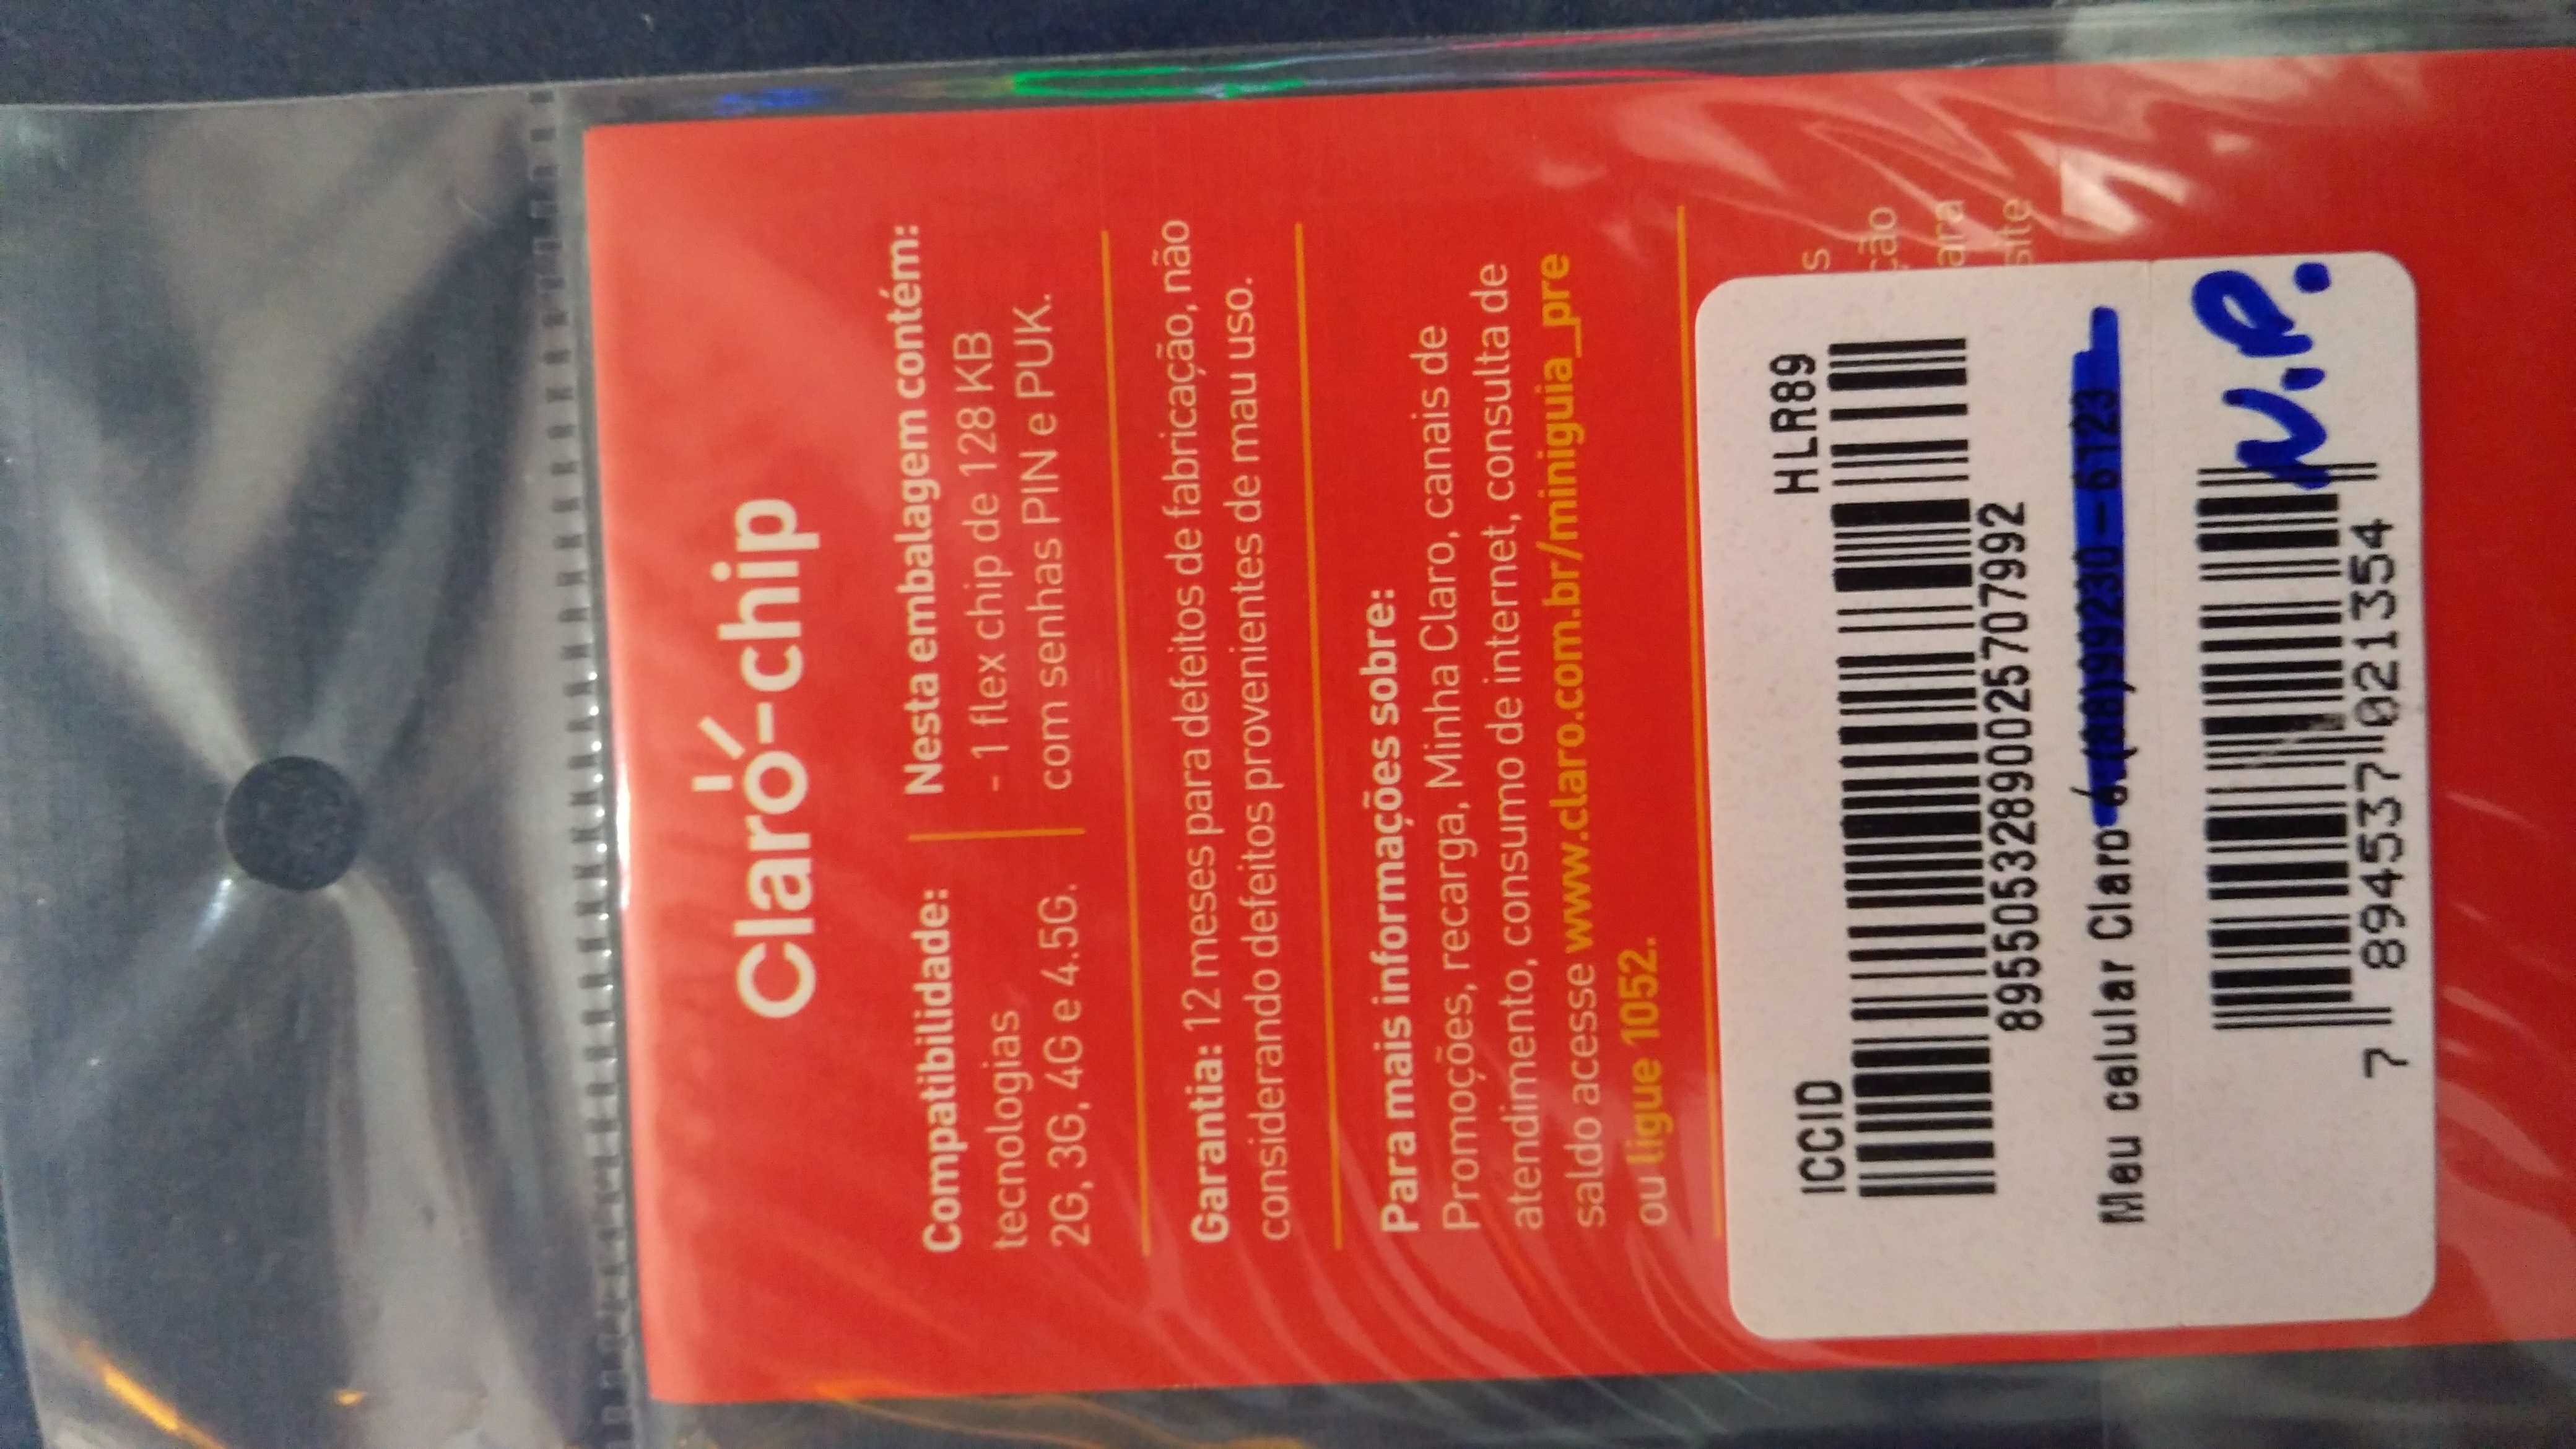 Claro-chip
Compatibilidade:
tecnologias
2G, 3G, 4G e 4.5G.
Nesta embalagem contém:
- 1 flex chip de 128 KB
com senhas PIN e PUK.
Garantia: 12 meses para defeitos de fabricação, não
considerando defeitos provenientes de mau uso.
Para mais informações sobre:
Promoções, recarga, Minha Claro, canais de
atendimento, consumo de internet, consulta de
saldo acesse www.claro.com.br/miniguia_pre
ou ligue 1052.
ICCID HLR89
89550532890025707992
Meu celular Claro é:
N.P.
7 894537 021354